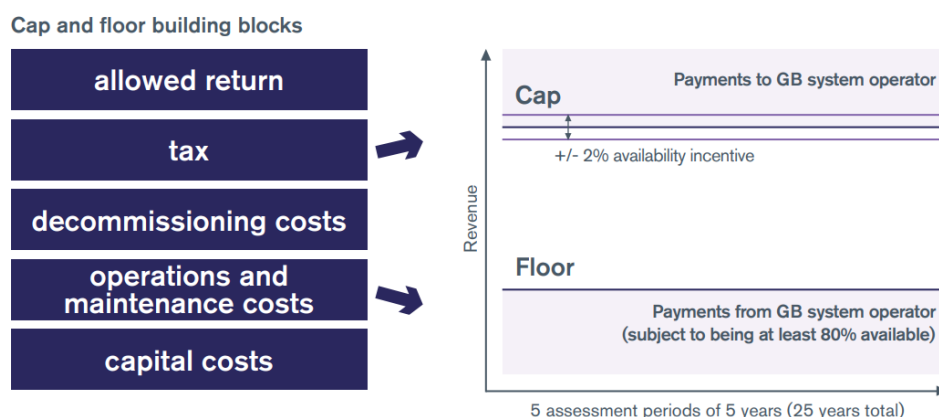 Cap and floor building blocks
allowed return
tax
decommissioning costs
operations and
maintenance costs
capital costs
Revenue
Payments to GB system operator
Cap
+/- 2% availability incentive
Floor
Payments from GB system operator
(subject to being at least 80% available)
5 assessment periods of 5 years (25 years total)